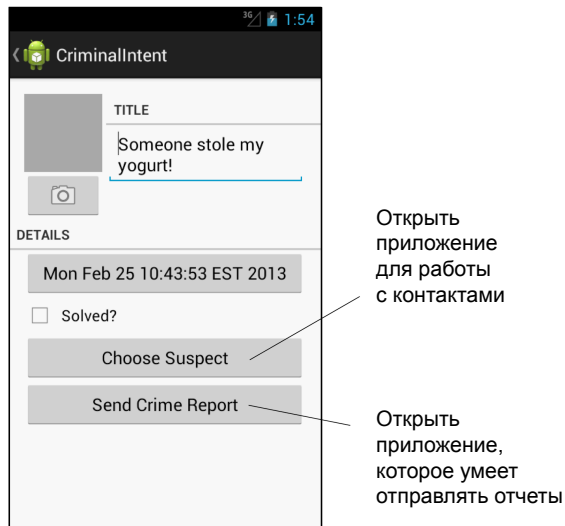 3G 1:54
CriminalIntent
TITLE
Someone stole my
yogurt!
DETAILS
Mon Feb 25 10:43:53 EST 2013
Solved?
Choose Suspect
Send Crime Report
Открыть
приложение
для работы
с контактами
Открыть
приложение,
которое умеет
отправлять отчеты